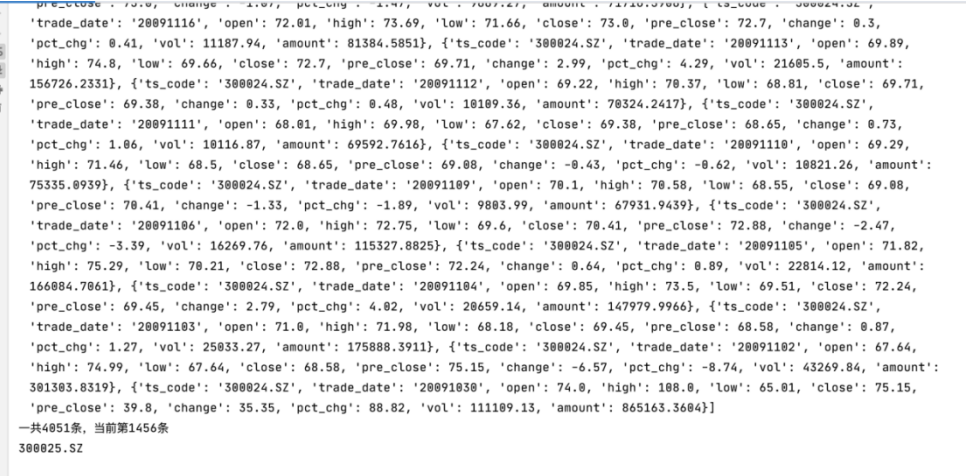 'trade_date': '20091116', 'open': 72.01, 'high': 73.69, 'low': 71.66, 'close': 73.0, 'pre_close': 72.7, 'change': 0.3,
'pct_chg': 0.41, 'vol': 11187.94, 'amount': 81384.5851}, {'ts_code': '300024.SZ', 'trade_date': '20091113', 'open': 69.89,
'high': 74.8, 'low': 69.66, 'close': 72.7, 'pre_close': 69.71, 'change': 2.99, 'pct_chg': 4.29, 'vol': 21605.5, 'amount':
156726.2331}, {'ts_code': '300024.SZ', 'trade_date': '20091112', 'open': 69.22, 'high': 70.37, 'low': 68.81, 'close': 69.71,
'pre_close': 69.38, 'change': 0.33, 'pct_chg': 0.48, 'vol': 10109.36, 'amount': 70324.2417}, {'ts_code': '300024.SZ',
'trade_date': '20091111', 'open': 68.01, 'high': 69.98, 'low': 67.62, 'close': 69.38, 'pre_close': 68.65, 'change': 0.73,
'pct_chg': 1.06, 'vol': 10116.87, 'amount': 69592.7616}, {'ts_code': '300024.SZ', 'trade_date': '20091110', 'open': 69.29,
'high': 71.46, 'low': 68.5, 'close': 68.65, 'pre_close': 69.08, 'change': -0.43, 'pct_chg': -0.62, 'vol': 10821.26, 'amount':
75335.0939}, {'ts_code': '300024.SZ', 'trade_date': '20091109', 'open': 70.1, 'high': 70.58, 'low': 68.55, 'close': 69.08,
'pre_close': 70.41, 'change': -1.33, 'pct_chg': -1.89, 'vol': 9803.99, 'amount': 67931.9439}, {'ts_code': '300024.SZ',
'trade_date': '20091106', 'open': 72.0, 'high': 72.75, 'low': 69.6, 'close': 70.41, 'pre_close': 72.88, 'change': -2.47,
'pct_chg': -3.39, 'vol': 16269.76, 'amount': 115327.8825}, {'ts_code': '300024.SZ', 'trade_date': '20091105', 'open': 71.82,
'high': 75.29, 'low': 70.21, 'close': 72.88, 'pre_close': 72.24, 'change': 0.64, 'pct_chg': 0.89, 'vol': 22814.12, 'amount':
166084.7061}, {'ts_code': '300024.SZ', 'trade_date': '20091104', 'open': 69.85, 'high': 73.5, 'low': 69.51, 'close': 72.24,
'pre_close': 69.45, 'change': 2.79, 'pct_chg': 4.02, 'vol': 20659.14, 'amount': 147979.9966}, {'ts_code': '300024.SZ',
'trade_date': '20091103', 'open': 71.0, 'high': 71.98, 'low': 68.18, 'close': 69.45, 'pre_close': 68.58, 'change': 0.87,
'pct_chg': 1.27, 'vol': 25033.27, 'amount': 175888.3911}, {'ts_code': '300024.SZ', 'trade_date': '20091102', 'open': 67.64,
'high': 74.99, 'low': 67.64, 'close': 68.58, 'pre_close': 75.15, 'change': -6.57, 'pct_chg': -8.74, 'vol': 43269.84, 'amount':
301303.8319}, {'ts_code': '300024.SZ', 'trade_date': '20091030', 'open': 74.0, 'high': 108.0, 'low': 65.01, 'close': 75.15,
'pre_close': 39.8, 'change': 35.35, 'pct_chg': 88.82, 'vol': 111109.13, 'amount': 865163.3604}]
一共4051条，当前第1456条
300025.SZ